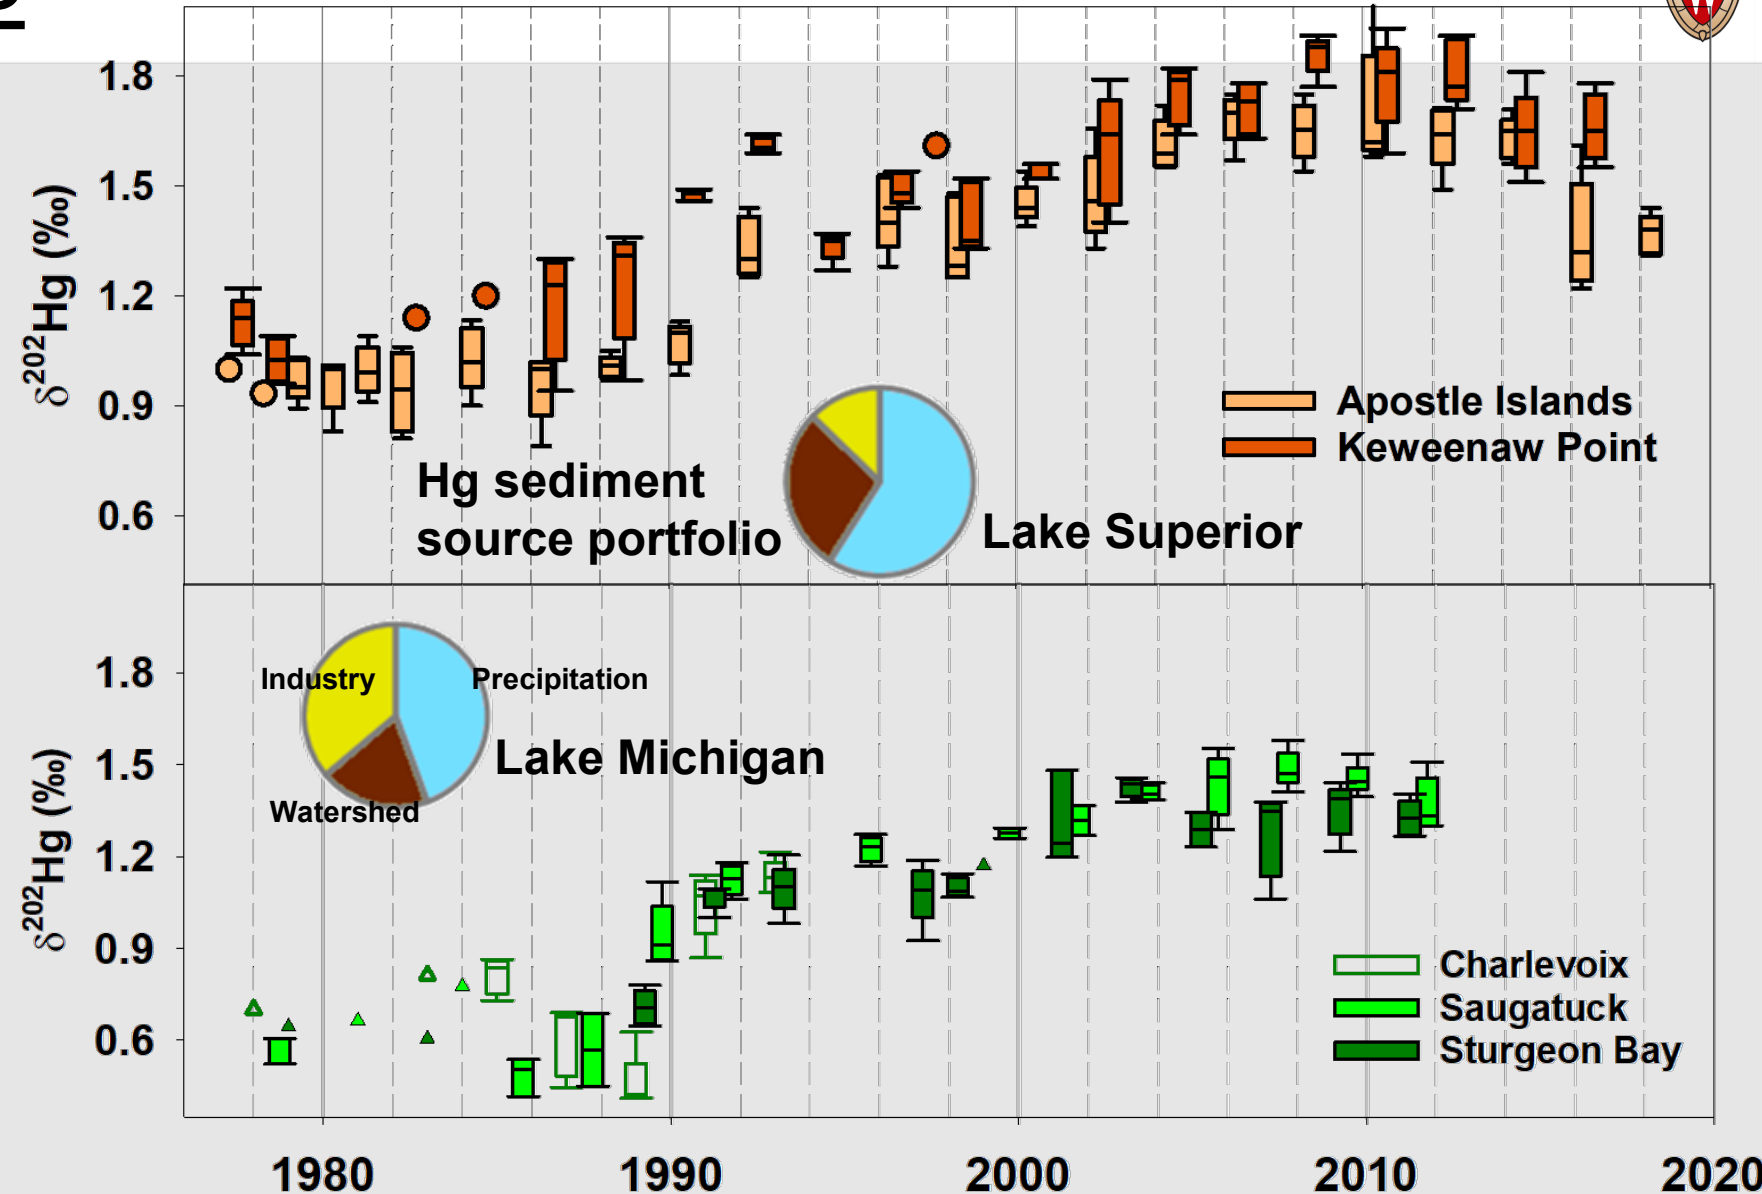 1.8
1.5
1.2
0.9
0.6
δ²⁰²Hg (‰)
Apostle Islands
Keweenaw Point
Hg sediment
source portfolio
Lake Superior
1.8
1.5
1.2
0.9
0.6
δ²⁰²Hg (‰)
Industry
Precipitation
Watershed
Lake Michigan
Charlevoix
Saugatuck
Sturgeon Bay
1980
1990
2000
2010
2020